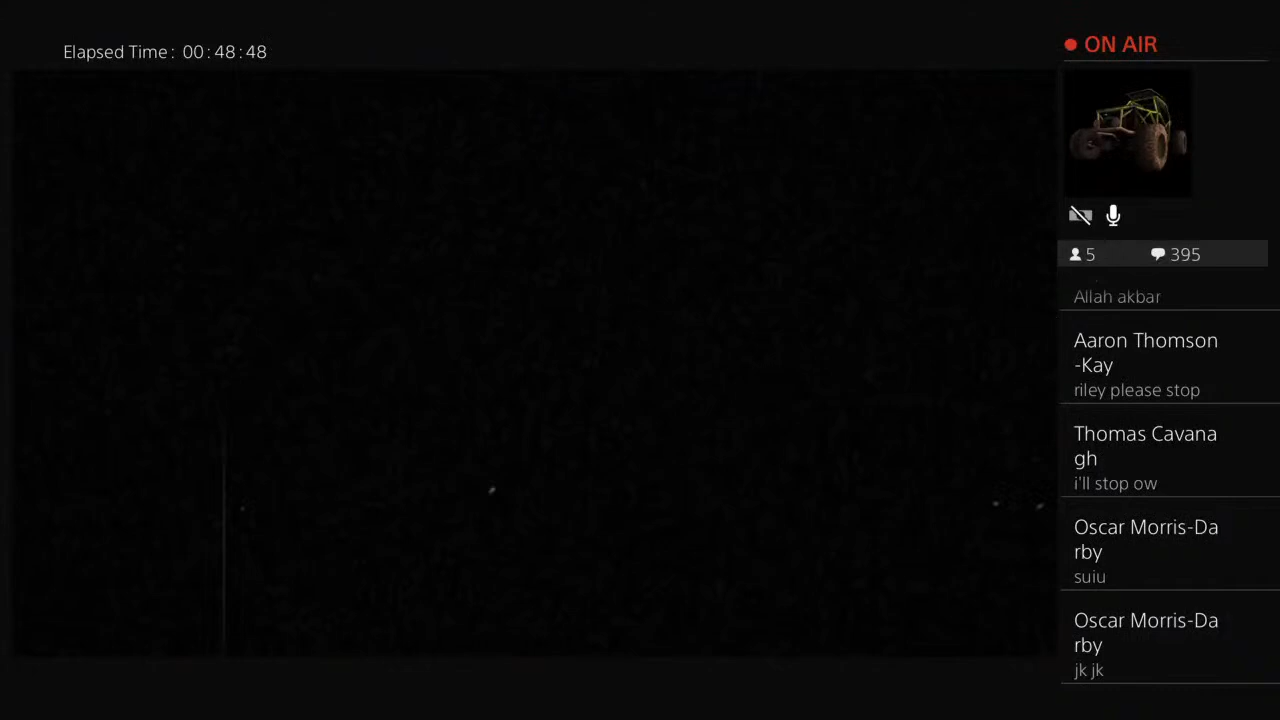 Elapsed Time: 00:48:48
ON AIR
5
395
Allah akbar
Aaron Thomson
-Kay
riley please stop
Thomas Cavana
gh
i'll stop ow
Oscar Morris-Da
rby
suiu
Oscar Morris-Da
rby
jk jk